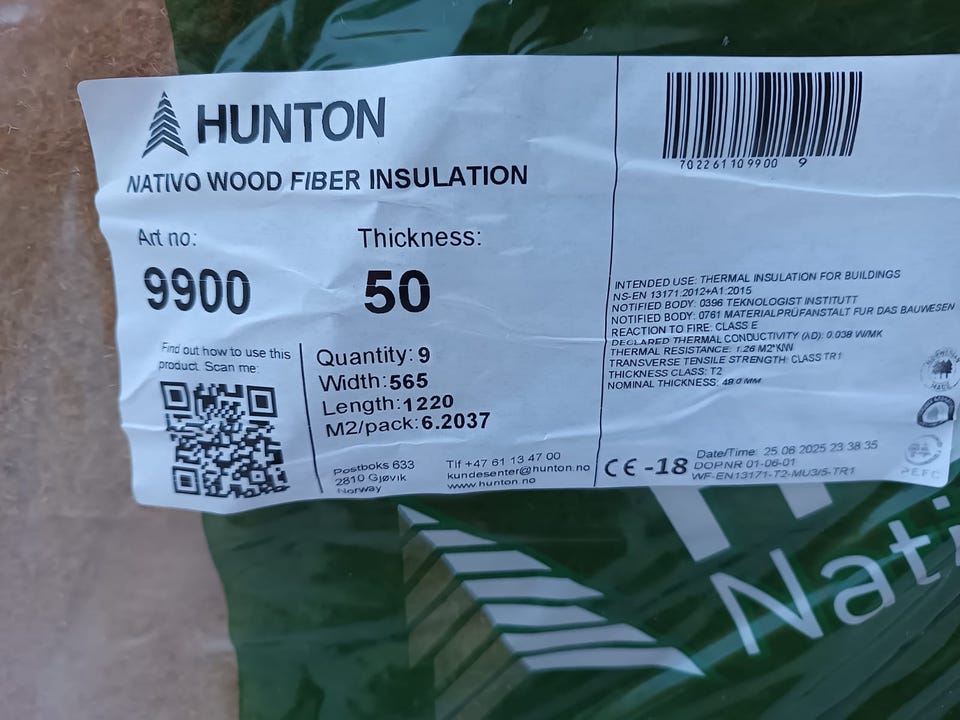 HUNTON
NATIVO WOOD FIBER INSULATION
Art no:
9900
Thickness:
50
Find out how to use this
product. Scan me:
Quantity: 9
Width:565
Length:1220
M2/pack:6.2037
Postboks 633
2810 Gjøvik
Norway
Tlf +47 61 13 47 00
kundesenter@hunton.no
www.hunton.no
7022611099009
INTENDED USE: THERMAL INSULATION FOR BUILDINGS
NS-EN 13171:2012+A1:2015
NOTIFIED BODY: 0396 TEKNOLOGIST INSTITUTT
NOTIFIED BODY: 0761 MATERIALPRÜFANSTALT FUR DAS BAUWESEN
REACTION TO FIRE: CLASS E
DECLARED THERMAL CONDUCTIVITY (λD): 0.038 W/MK
THERMAL RESISTANCE: 1.26 M2*K/W
TRANSVERSE TENSILE STRENGTH: CLASS TR1
THICKNESS CLASS: T2
NOMINAL THICKNESS: 49.0 MM
CE-18
Date/Time: 25.06 2025 23:38:35
DOPNR 01-06-01
WF-EN13171-T2-MU3/5-TR1
PEFC
Nati